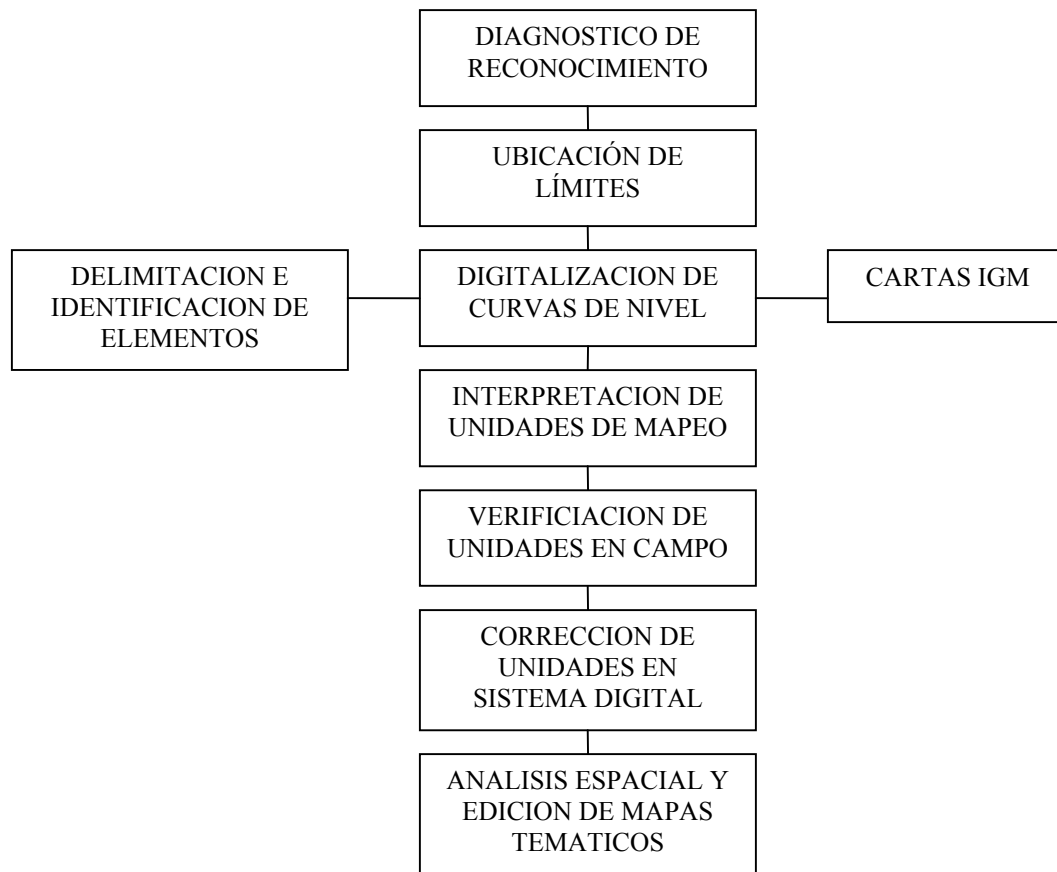 DIAGNOSTICO DE
RECONOCIMIENTO
UBICACIÓN DE
LÍMITES
DELIMITACION E
IDENTIFICACION DE
ELEMENTOS
DIGITALIZACION DE
CURVAS DE NIVEL
CARTAS IGM
INTERPRETACION DE
UNIDADES DE MAPEO
VERIFICIACION DE
UNIDADES EN CAMPO
CORRECCION DE
UNIDADES EN
SISTEMA DIGITAL
ANALISIS ESPACIAL Y
EDICION DE MAPAS
TEMATICOS